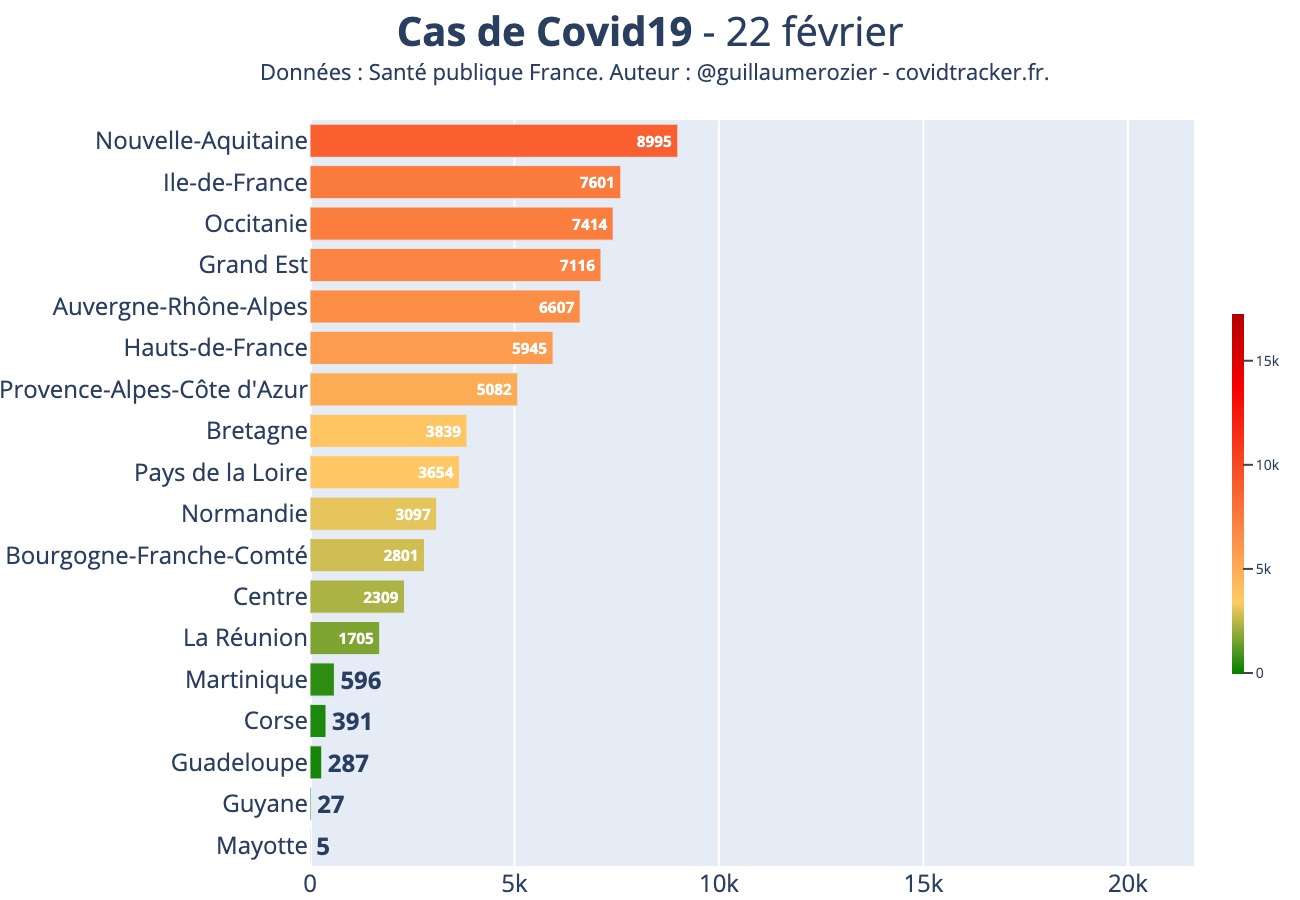 Cas de Covid19 - 22 février
Données : Santé publique France. Auteur : @guillaumerozier - covidtracker.fr.
Nouvelle-Aquitaine 8995
Ile-de-France 7601
Occitanie 7414
Grand Est 7116
Auvergne-Rhône-Alpes 6607
Hauts-de-France 5945
Provence-Alpes-Côte d'Azur 5082
Bretagne 3839
Pays de la Loire 3654
Normandie 3097
Bourgogne-Franche-Comté 2801
Centre 2309
La Réunion 1705
Martinique 596
Corse 391
Guadeloupe 287
Guyane 27
Mayotte 5
0 5k 10k 15k 20k
15k
10k
5k
0